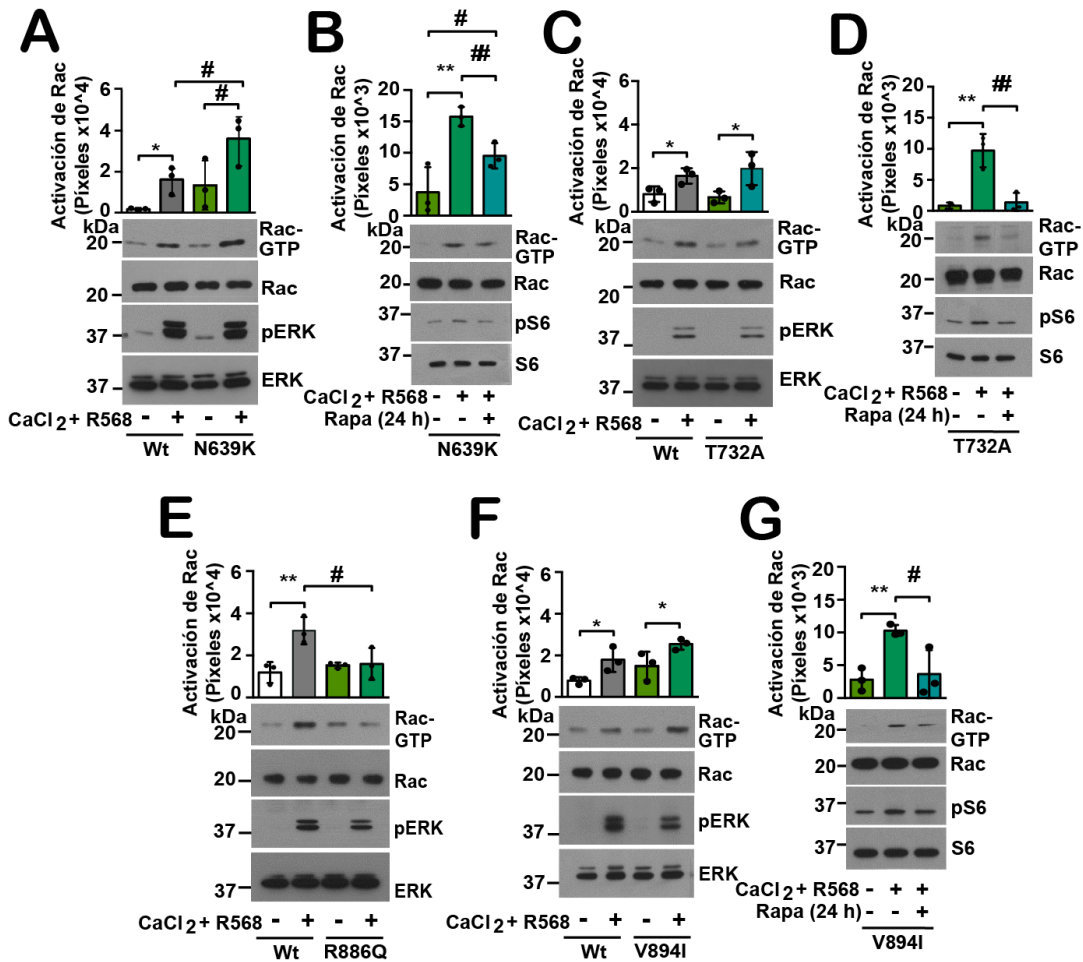 A
Activación de Rac
(Píxeles x10^4)
6
4
2
0
*
#
#
kDa
20
Rac-
GTP
20
Rac
37
pERK
37
ERK
CaCl2+ R568
- + - +
Wt N639K
B
Activación de Rac
(Píxeles x10^3)
20
15
10
5
0
#
**
##
kDa
20
Rac-
GTP
20
Rac
37
pS6
37
S6
CaCl2+ R568
- + +
Rapa (24 h)
- - +
N639K
C
Activación de Rac
(Píxeles x10^4)
6
4
2
0
*
*
kDa
20
Rac-
GTP
20
Rac
37
pERK
37
ERK
CaCl2+ R568
- + - +
Wt T732A
D
Activación de Rac
(Píxeles x10^3)
20
15
10
5
0
**
##
kDa
20
Rac-
GTP
20
Rac
37
pS6
37
S6
CaCl2+ R568
- + +
Rapa (24 h)
- - +
T732A
E
Activación de Rac
(Píxeles x10^4)
6
4
2
0
**
#
kDa
20
Rac-
GTP
20
Rac
37
pERK
37
ERK
CaCl2+ R568
- + - +
Wt R886Q
F
Activación de Rac
(Píxeles x10^4)
6
4
2
0
*
*
kDa
20
Rac-
GTP
20
Rac
37
pERK
37
ERK
CaCl2+ R568
- + - +
Wt V894I
G
Activación de Rac
(Píxeles x10^3)
20
15
10
5
0
**
#
kDa
20
Rac-
GTP
20
Rac
37
pS6
37
S6
CaCl2+ R568
- + +
Rapa (24 h)
- - +
V894I